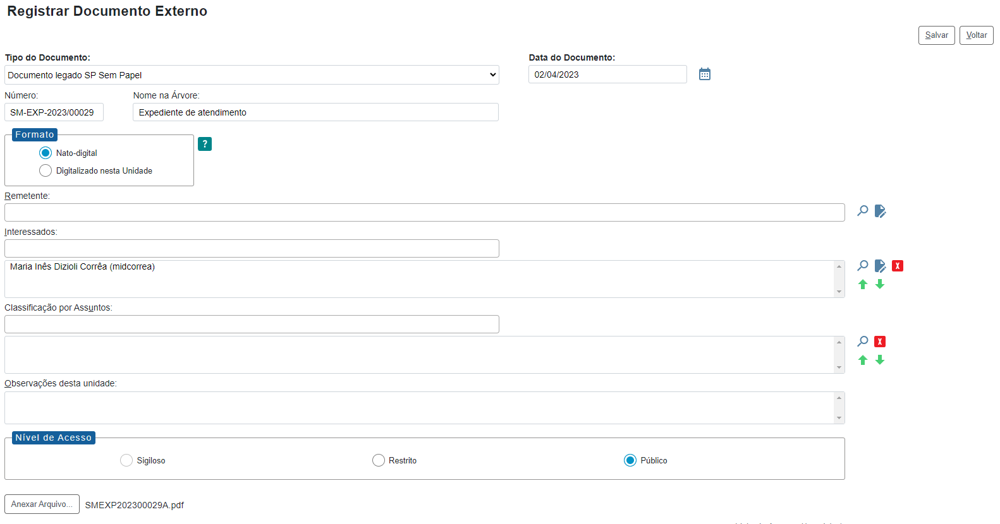 Registrar Documento Externo
Salvar Voltar
Tipo do Documento: Data do Documento:
Documento legado SP Sem Papel 02/04/2023
Número: Nome na Árvore:
SM-EXP-2023/00029 Expediente de atendimento
Formato
?
Nato-digital
Digitalizado nesta Unidade
Remetente:
Interessados:
Maria Inês Dizioli Corrêa (midcorrea)
X
Classificação por Assuntos:
X
Observações desta unidade:
Nível de Acesso
Sigiloso Restrito Público
Anexar Arquivo... SMEXP202300029A.pdf